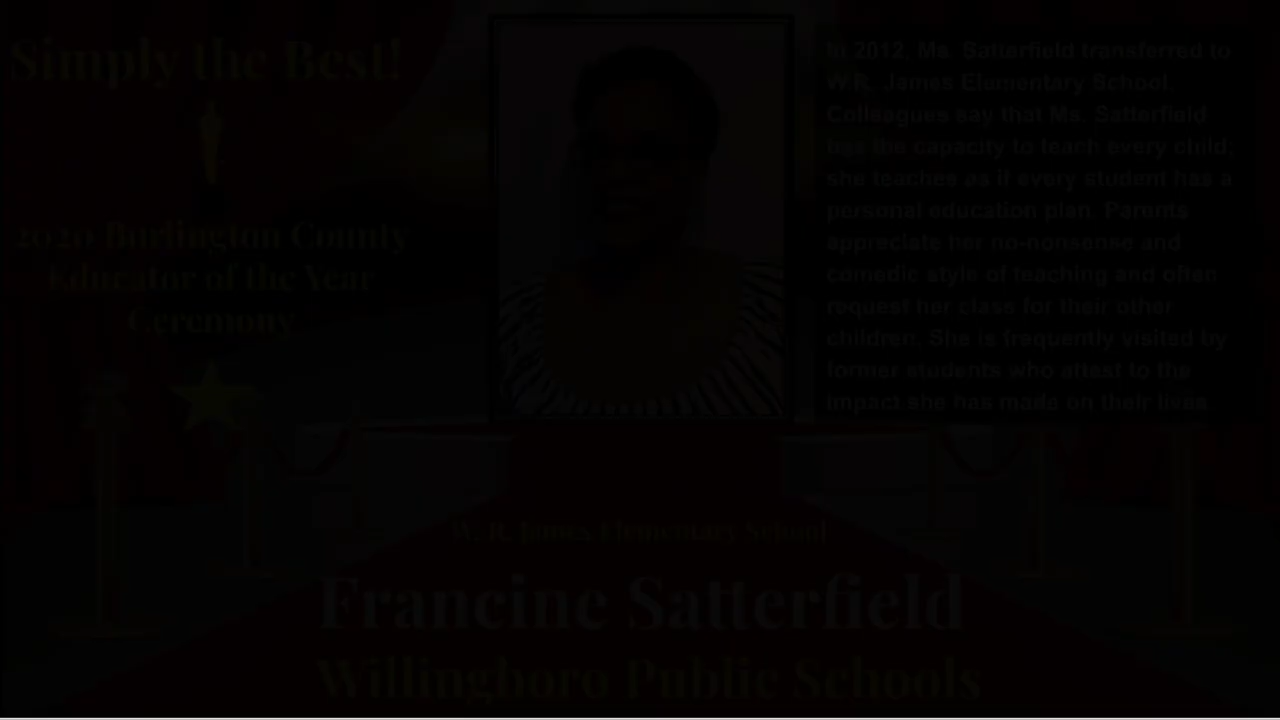 Simply the Best!
2020 Burlington County
Educator of the Year
Ceremony
In 2012, Ms. Satterfield transferred to
W.R. James Elementary School.
Colleagues say that Ms. Satterfield
has the capacity to teach every child;
she teaches as if every student has a
personal education plan. Parents
appreciate her no-nonsense and
comedic style of teaching and often
request her class for their other
children. She is frequently visited by
former students who attest to the
impact she has made on their lives
W. R. James Elementary School
Francine Satterfield
Willingboro Public Schools